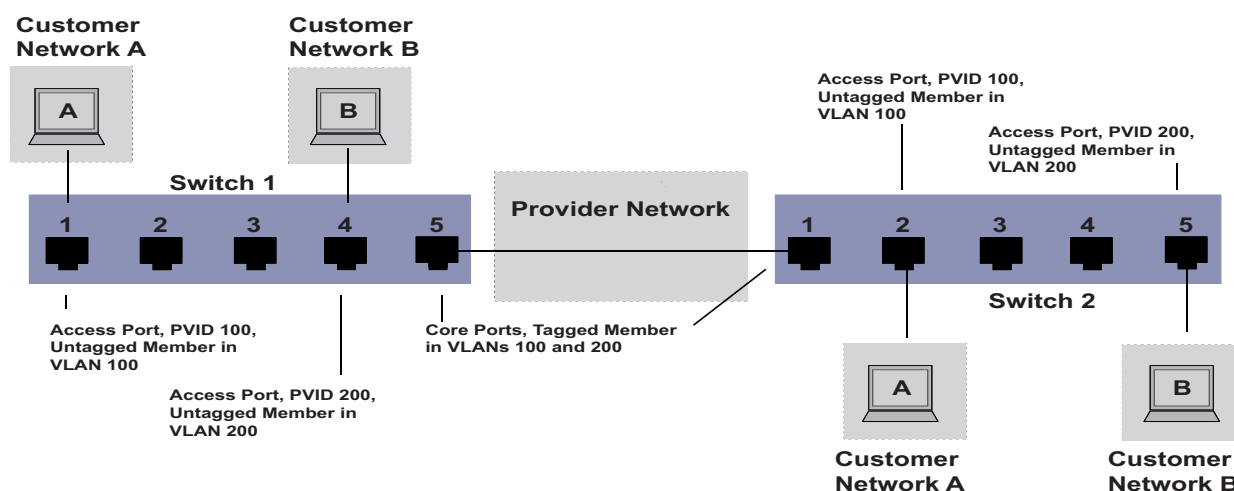 Customer
Network A
A
Customer
Network B
B
Switch 1
1
2
3
4
5
Access Port, PVID 100,
Untagged Member in
VLAN 100
Access Port, PVID 200,
Untagged Member in
VLAN 200
Provider Network
Core Ports, Tagged Member
in VLANs 100 and 200
Access Port, PVID 100,
Untagged Member in
VLAN 100
Access Port, PVID 200,
Untagged Member in
VLAN 200
1
2
3
4
5
Switch 2
A
Customer
Network A
B
Customer
Network B